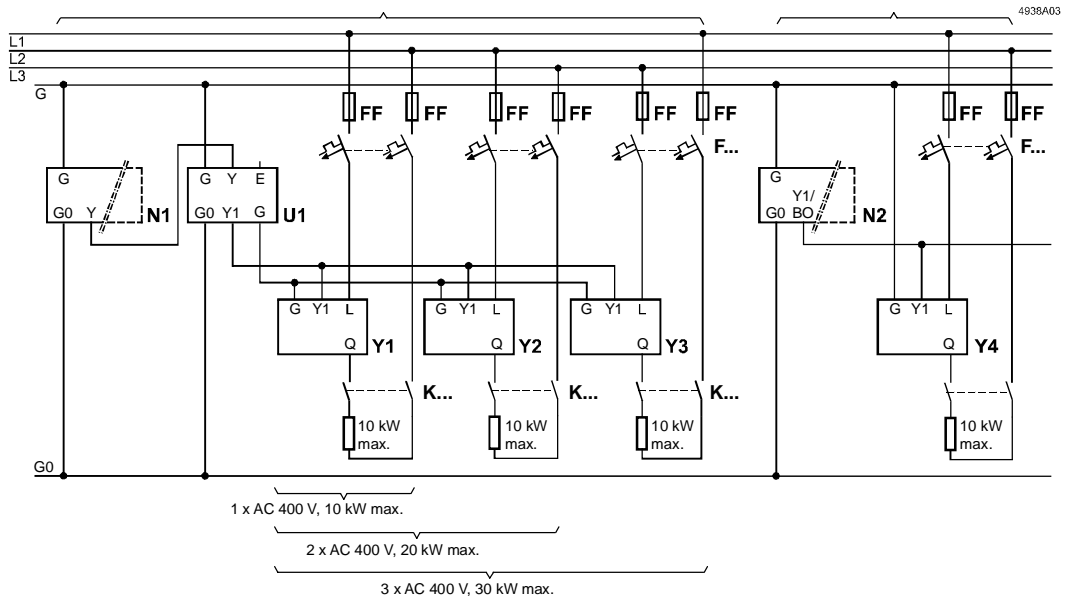 4938A03
L1
L2
L3
G
FF FF FF FF FF FF FF FF
F... F...
G
G0 Y
N1
G Y E
G0 Y1 G
U1
G
Y1/
G0 BO
N2
G Y1 L
Q
Y1
G Y1 L
Q
Y2
G Y1 L
Q
Y3
G Y1 L
Q
Y4
K... K... K...
10 kW
max.
10 kW
max.
10 kW
max.
10 kW
max.
G0
1 x AC 400 V, 10 kW max.
2 x AC 400 V, 20 kW max.
3 x AC 400 V, 30 kW max.